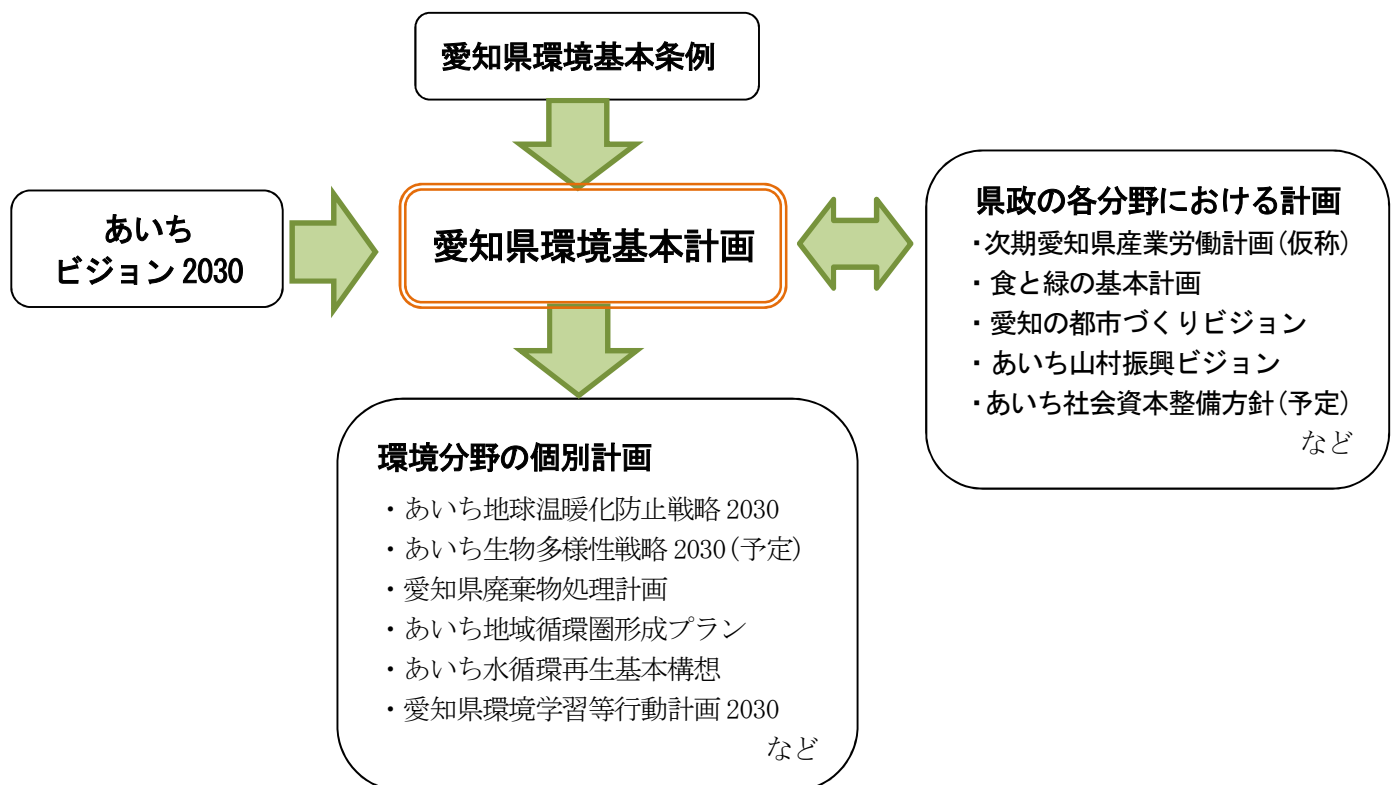 愛知県環境基本条例
あいち
ビジョン 2030
愛知県環境基本計画
県政の各分野における計画
・次期愛知県産業労働計画(仮称)
・食と緑の基本計画
・愛知の都市づくりビジョン
・あいち山村振興ビジョン
・あいち社会資本整備方針(予定)
など
環境分野の個別計画
・あいち地球温暖化防止戦略 2030
・あいち生物多様性戦略 2030(予定)
・愛知県廃棄物処理計画
・あいち地域循環圏形成プラン
・あいち水循環再生基本構想
・愛知県環境学習等行動計画 2030
など